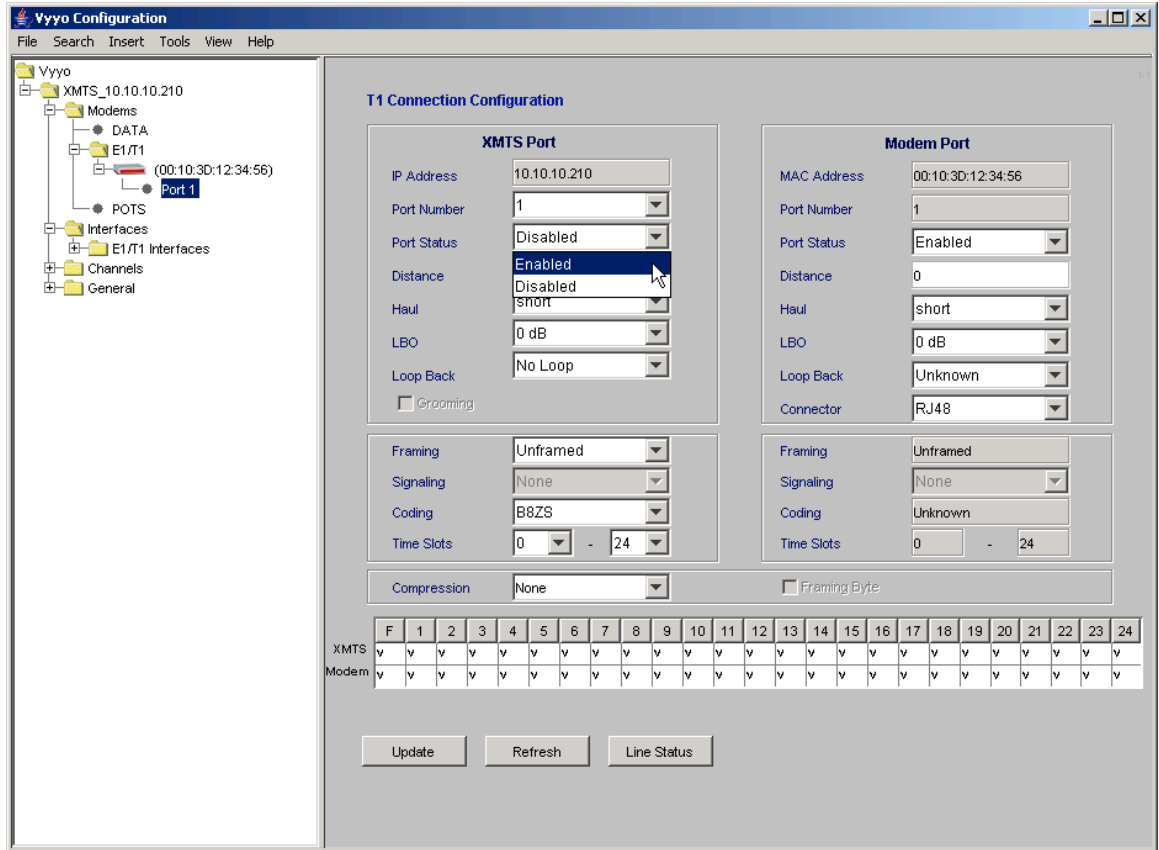 Vyyo Configuration
File Search Insert Tools View Help
Vyyo
XMTS_10.10.10.210
Modems
DATA
E1/T1
(00:10:3D:12:34:56)
Port 1
POTS
Interfaces
E1/T1 Interfaces
Channels
General
T1 Connection Configuration
XMTS Port
IP Address 10.10.10.210
Port Number 1
Port Status Disabled
Enabled
Distance
Disabled
Haul short
LBO 0 dB
Loop Back No Loop
Grooming
Modem Port
MAC Address 00:10:3D:12:34:56
Port Number 1
Port Status Enabled
Distance 0
Haul short
LBO 0 dB
Loop Back Unknown
Connector RJ48
Framing Unframed
Signaling None
Coding B8ZS
Time Slots 0 - 24
Framing Unframed
Signaling None
Coding Unknown
Time Slots 0 - 24
Compression None Framing Byte
F 1 2 3 4 5 6 7 8 9 10 11 12 13 14 15 16 17 18 19 20 21 22 23 24
XMTS v v v v v v v v v v v v v v v v v v v v v v v v v
Modem v v v v v v v v v v v v v v v v v v v v v v v v v
Update Refresh Line Status